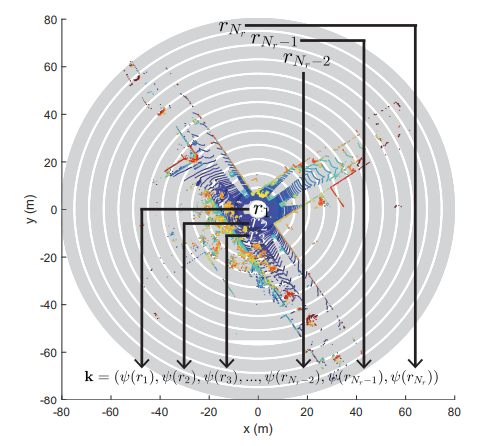 80
60
40
20
0
-20
-40
-60
-80
y (m)
r_{N_r}
r_{N_r-1}
r_{N_r-2}
r_1
k = (ψ(r_1), ψ(r_2), ψ(r_3), ..., ψ(r_{N_r-2}), ψ(r_{N_r-1}), ψ(r_{N_r}))
-80 -60 -40 -20 0 20 40 60 80
x (m)